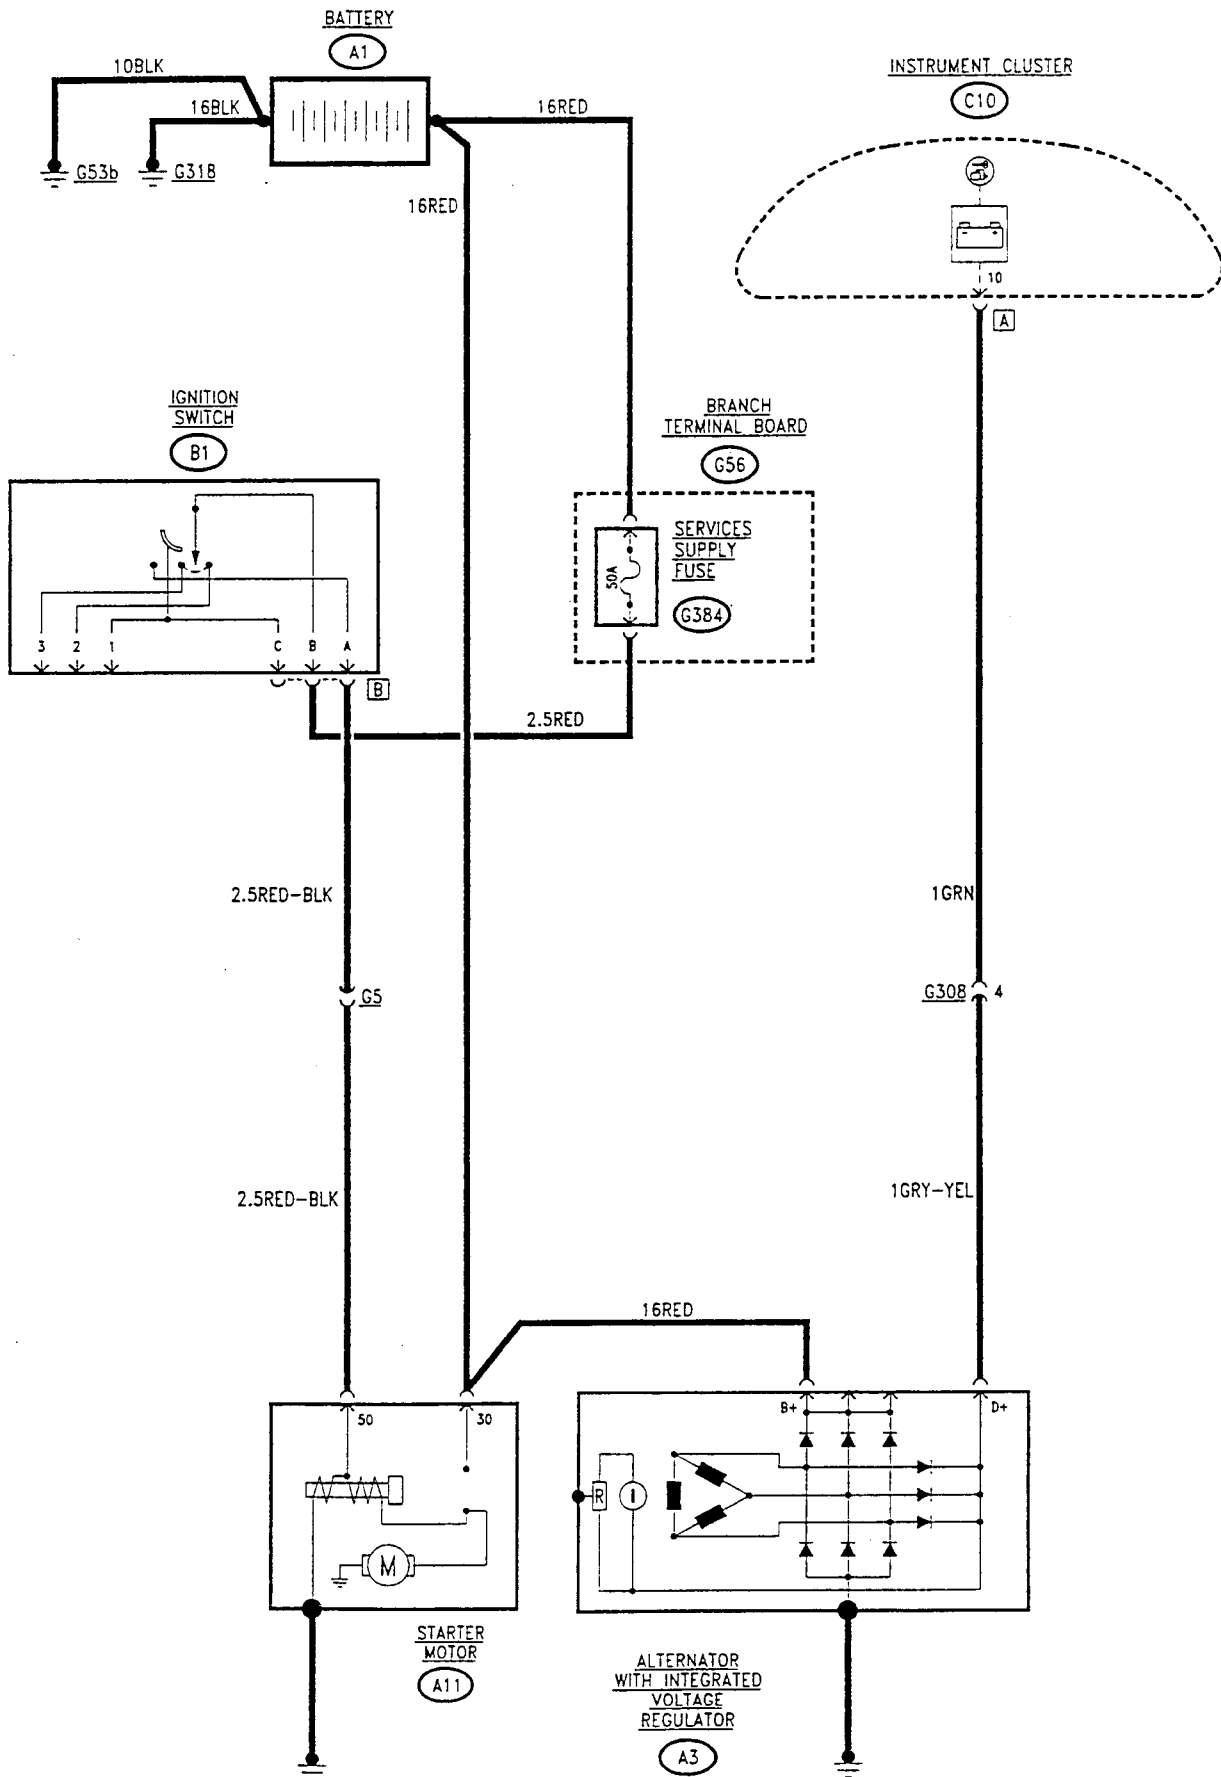 BATTERY
A1
10BLK
16BLK
16RED
G53b
G318
16RED
INSTRUMENT CLUSTER
C10
- +
10
A
IGNITION
SWITCH
B1
3 2 1 C B A
B
BRANCH
TERMINAL BOARD
G56
SERVICES
SUPPLY
FUSE
50A
G384
2.5RED
2.5RED-BLK
1GRN
G5
G308 4
2.5RED-BLK
1GRY-YEL
16RED
50 30
M
STARTER
MOTOR
A11
B+ D+
R I
ALTERNATOR
WITH INTEGRATED
VOLTAGE
REGULATOR
A3